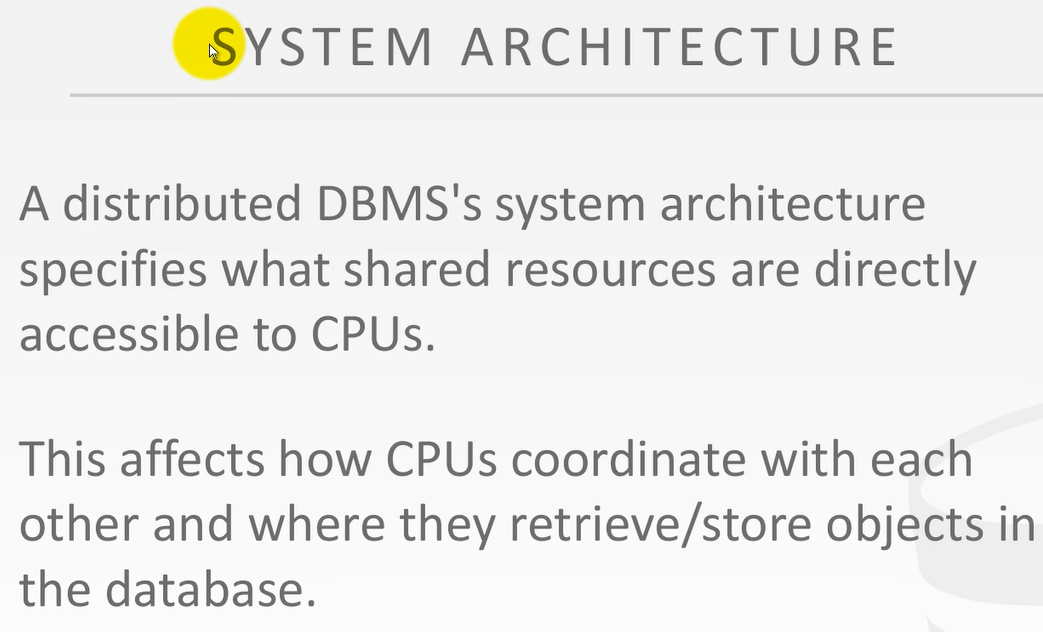 SYSTEM ARCHITECTURE
A distributed DBMS's system architecture
specifies what shared resources are directly
accessible to CPUs.
This affects how CPUs coordinate with each
other and where they retrieve/store objects in
the database.